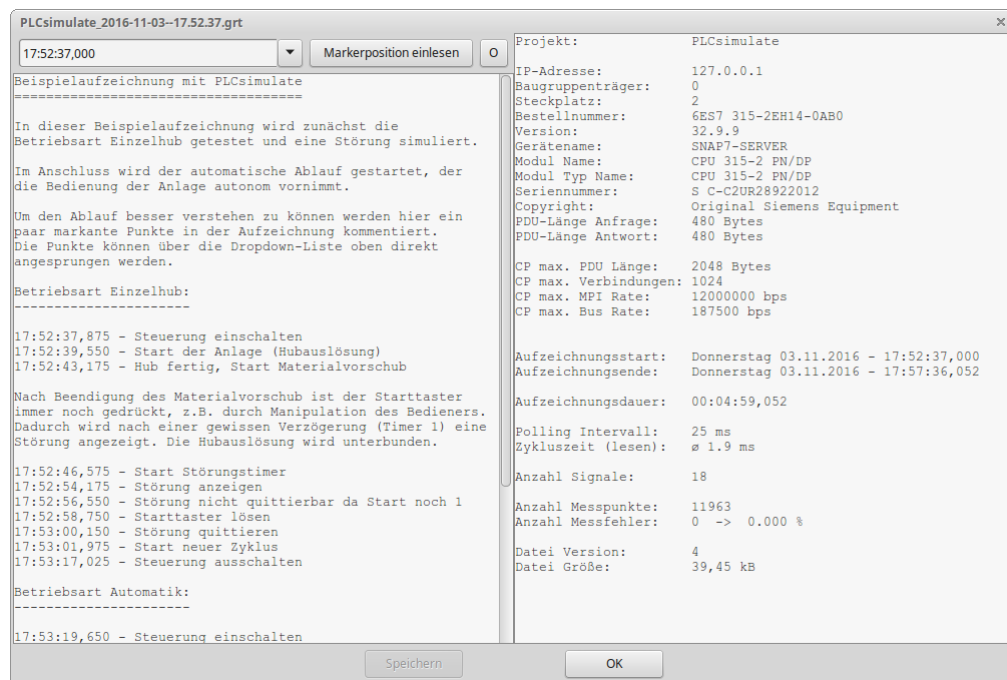 PLCsimulate_2016-11-03--17.52.37.grt
17:52:37,000
Markerposition einlesen
O
Beispielaufzeichnung mit PLCsimulate
====================================
In dieser Beispielaufzeichnung wird zunächst die
Betriebsart Einzelhub getestet und eine Störung simuliert.
Im Anschluss wird der automatische Ablauf gestartet, der
die Bedienung der Anlage autonom vornimmt.
Um den Ablauf besser verstehen zu können werden hier ein
paar markante Punkte in der Aufzeichnung kommentiert.
Die Punkte können über die Dropdown-Liste oben direkt
angesprungen werden.
Betriebsart Einzelhub:
----------------------
17:52:37,875 - Steuerung einschalten
17:52:39,550 - Start der Anlage (Hubauslösung)
17:52:43,175 - Hub fertig, Start Materialvorschub
Nach Beendigung des Materialvorschub ist der Starttaster
immer noch gedrückt, z.B. durch Manipulation des Bedieners.
Dadurch wird nach einer gewissen Verzögerung (Timer 1) eine
Störung angezeigt. Die Hubauslösung wird unterbunden.
17:52:46,575 - Start Störungstimer
17:52:54,175 - Störung anzeigen
17:52:56,550 - Störung nicht quittierbar da Start noch 1
17:52:58,750 - Starttaster lösen
17:53:00,150 - Störung quittieren
17:53:01,975 - Start neuer Zyklus
17:53:17,025 - Steuerung ausschalten
Betriebsart Automatik:
----------------------
17:53:19,650 - Steuerung einschalten
Projekt: PLCsimulate
IP-Adresse: 127.0.0.1
Baugruppenträger: 0
Steckplatz: 2
Bestellnummer: 6ES7 315-2EH14-0AB0
Version: 32.9.9
Gerätename: SNAP7-SERVER
Modul Name: CPU 315-2 PN/DP
Modul Typ Name: CPU 315-2 PN/DP
Seriennummer: S C-C2UR28922012
Copyright: Original Siemens Equipment
PDU-Länge Anfrage: 480 Bytes
PDU-Länge Antwort: 480 Bytes
CP max. PDU Länge: 2048 Bytes
CP max. Verbindungen: 1024
CP max. MPI Rate: 12000000 bps
CP max. Bus Rate: 187500 bps
Aufzeichnungsstart: Donnerstag 03.11.2016 - 17:52:37,000
Aufzeichnungsende: Donnerstag 03.11.2016 - 17:57:36,052
Aufzeichnungsdauer: 00:04:59,052
Polling Intervall: 25 ms
Zykluszeit (lesen): ø 1.9 ms
Anzahl Signale: 18
Anzahl Messpunkte: 11963
Anzahl Messfehler: 0 -> 0.000 %
Datei Version: 4
Datei Größe: 39,45 kB
Speichern
OK